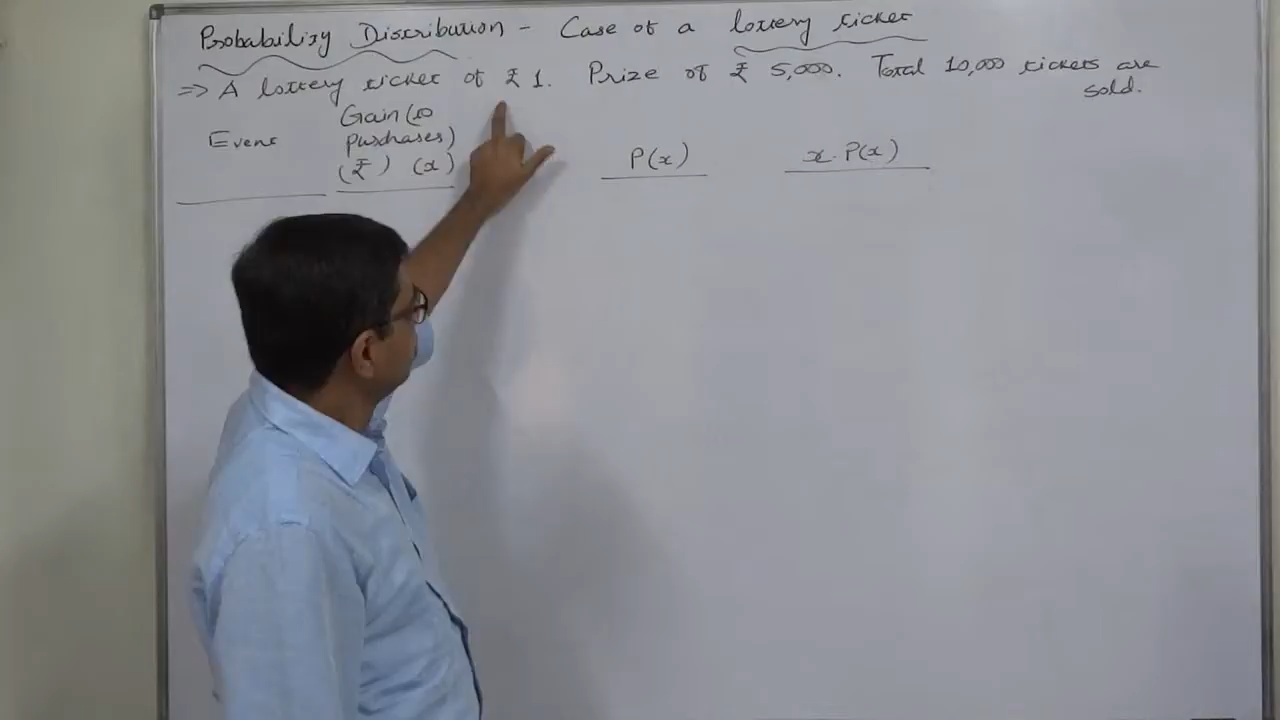 Probability Distribution - Case of a lottery ticket
=> A lottery ticket of ₹ 1. Prize of ₹ 5,000. Total 10,000 tickets are
sold.
Event
Gain (to
purchases)
(₹) (x)
P(x)
x. P(x)